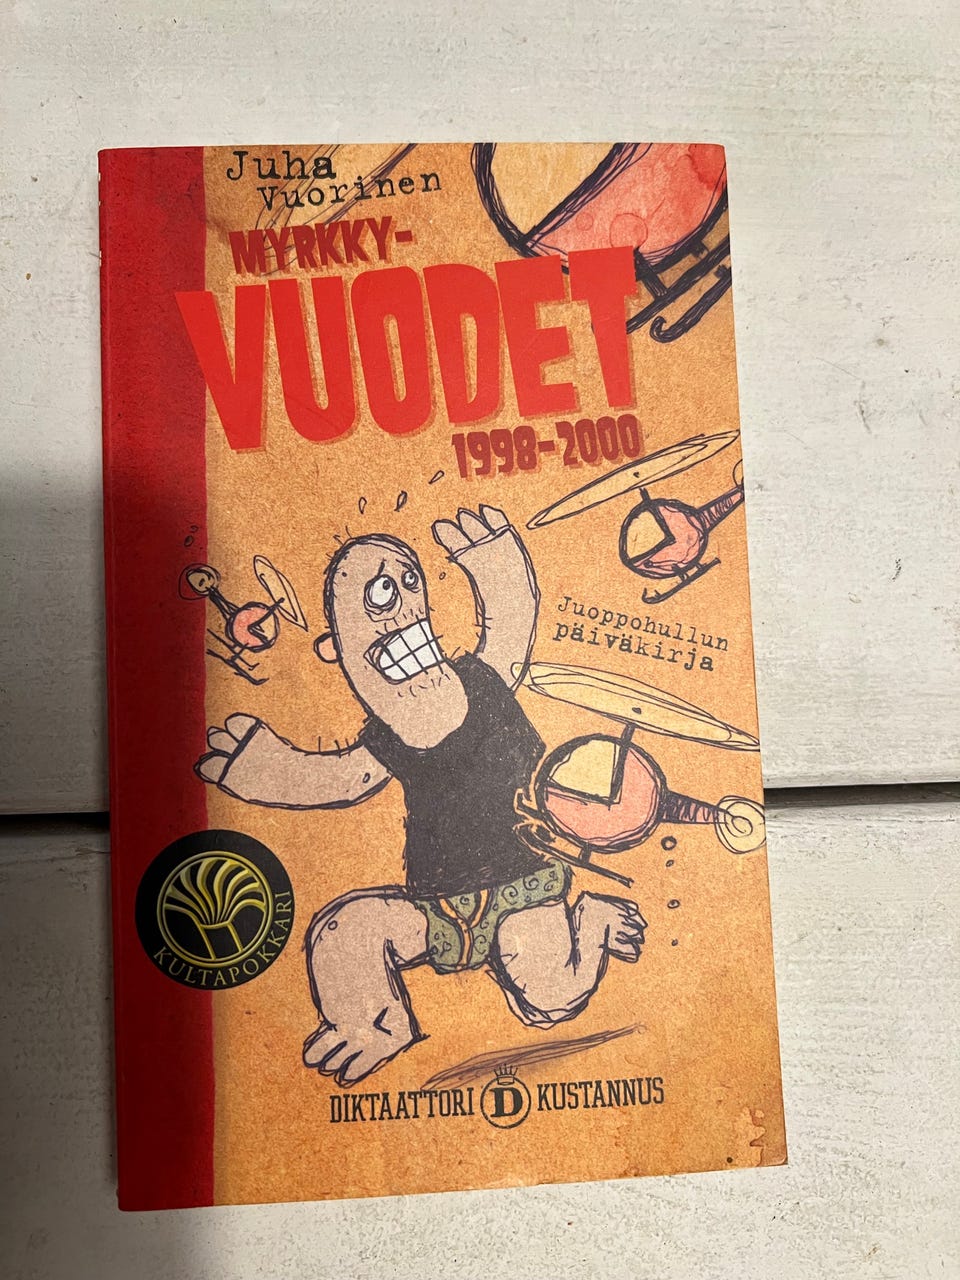 Juha
Vuorinen
MYRKKY-
VUODET
1998-2000
Juoppohullun
päiväkirja
KULTAPOKKARI
DIKTAATTORI D KUSTANNUS